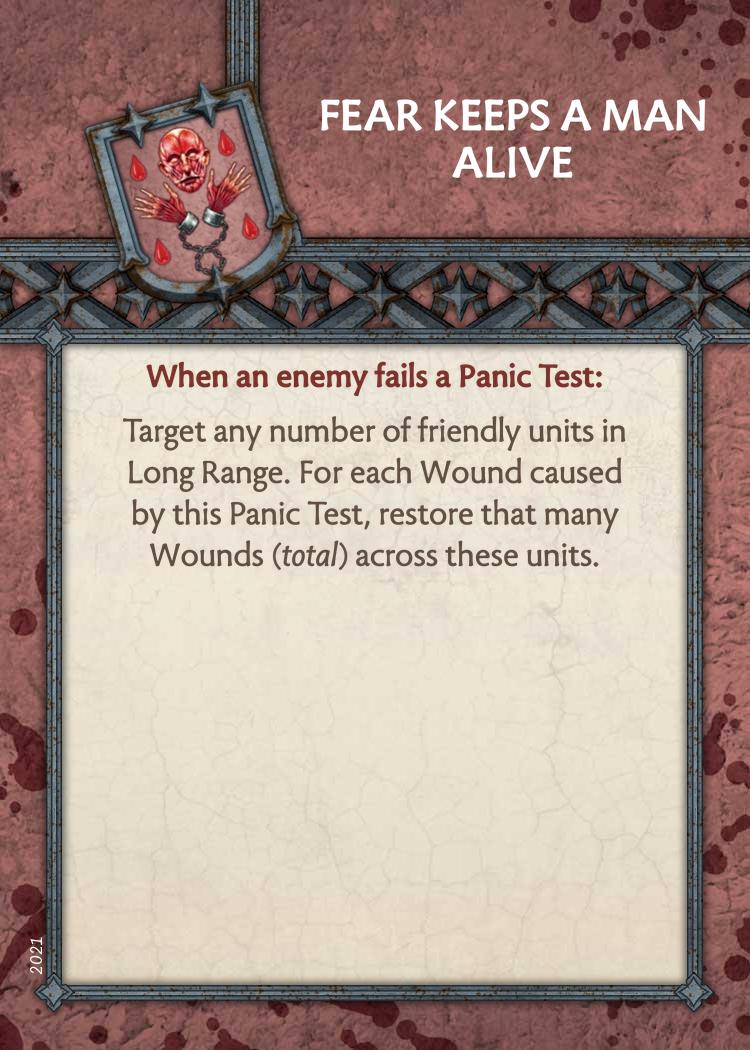 FEAR KEEPS A MAN
ALIVE
When an enemy fails a Panic Test:
Target any number of friendly units in
Long Range. For each Wound caused
by this Panic Test, restore that many
Wounds (total) across these units.
2021